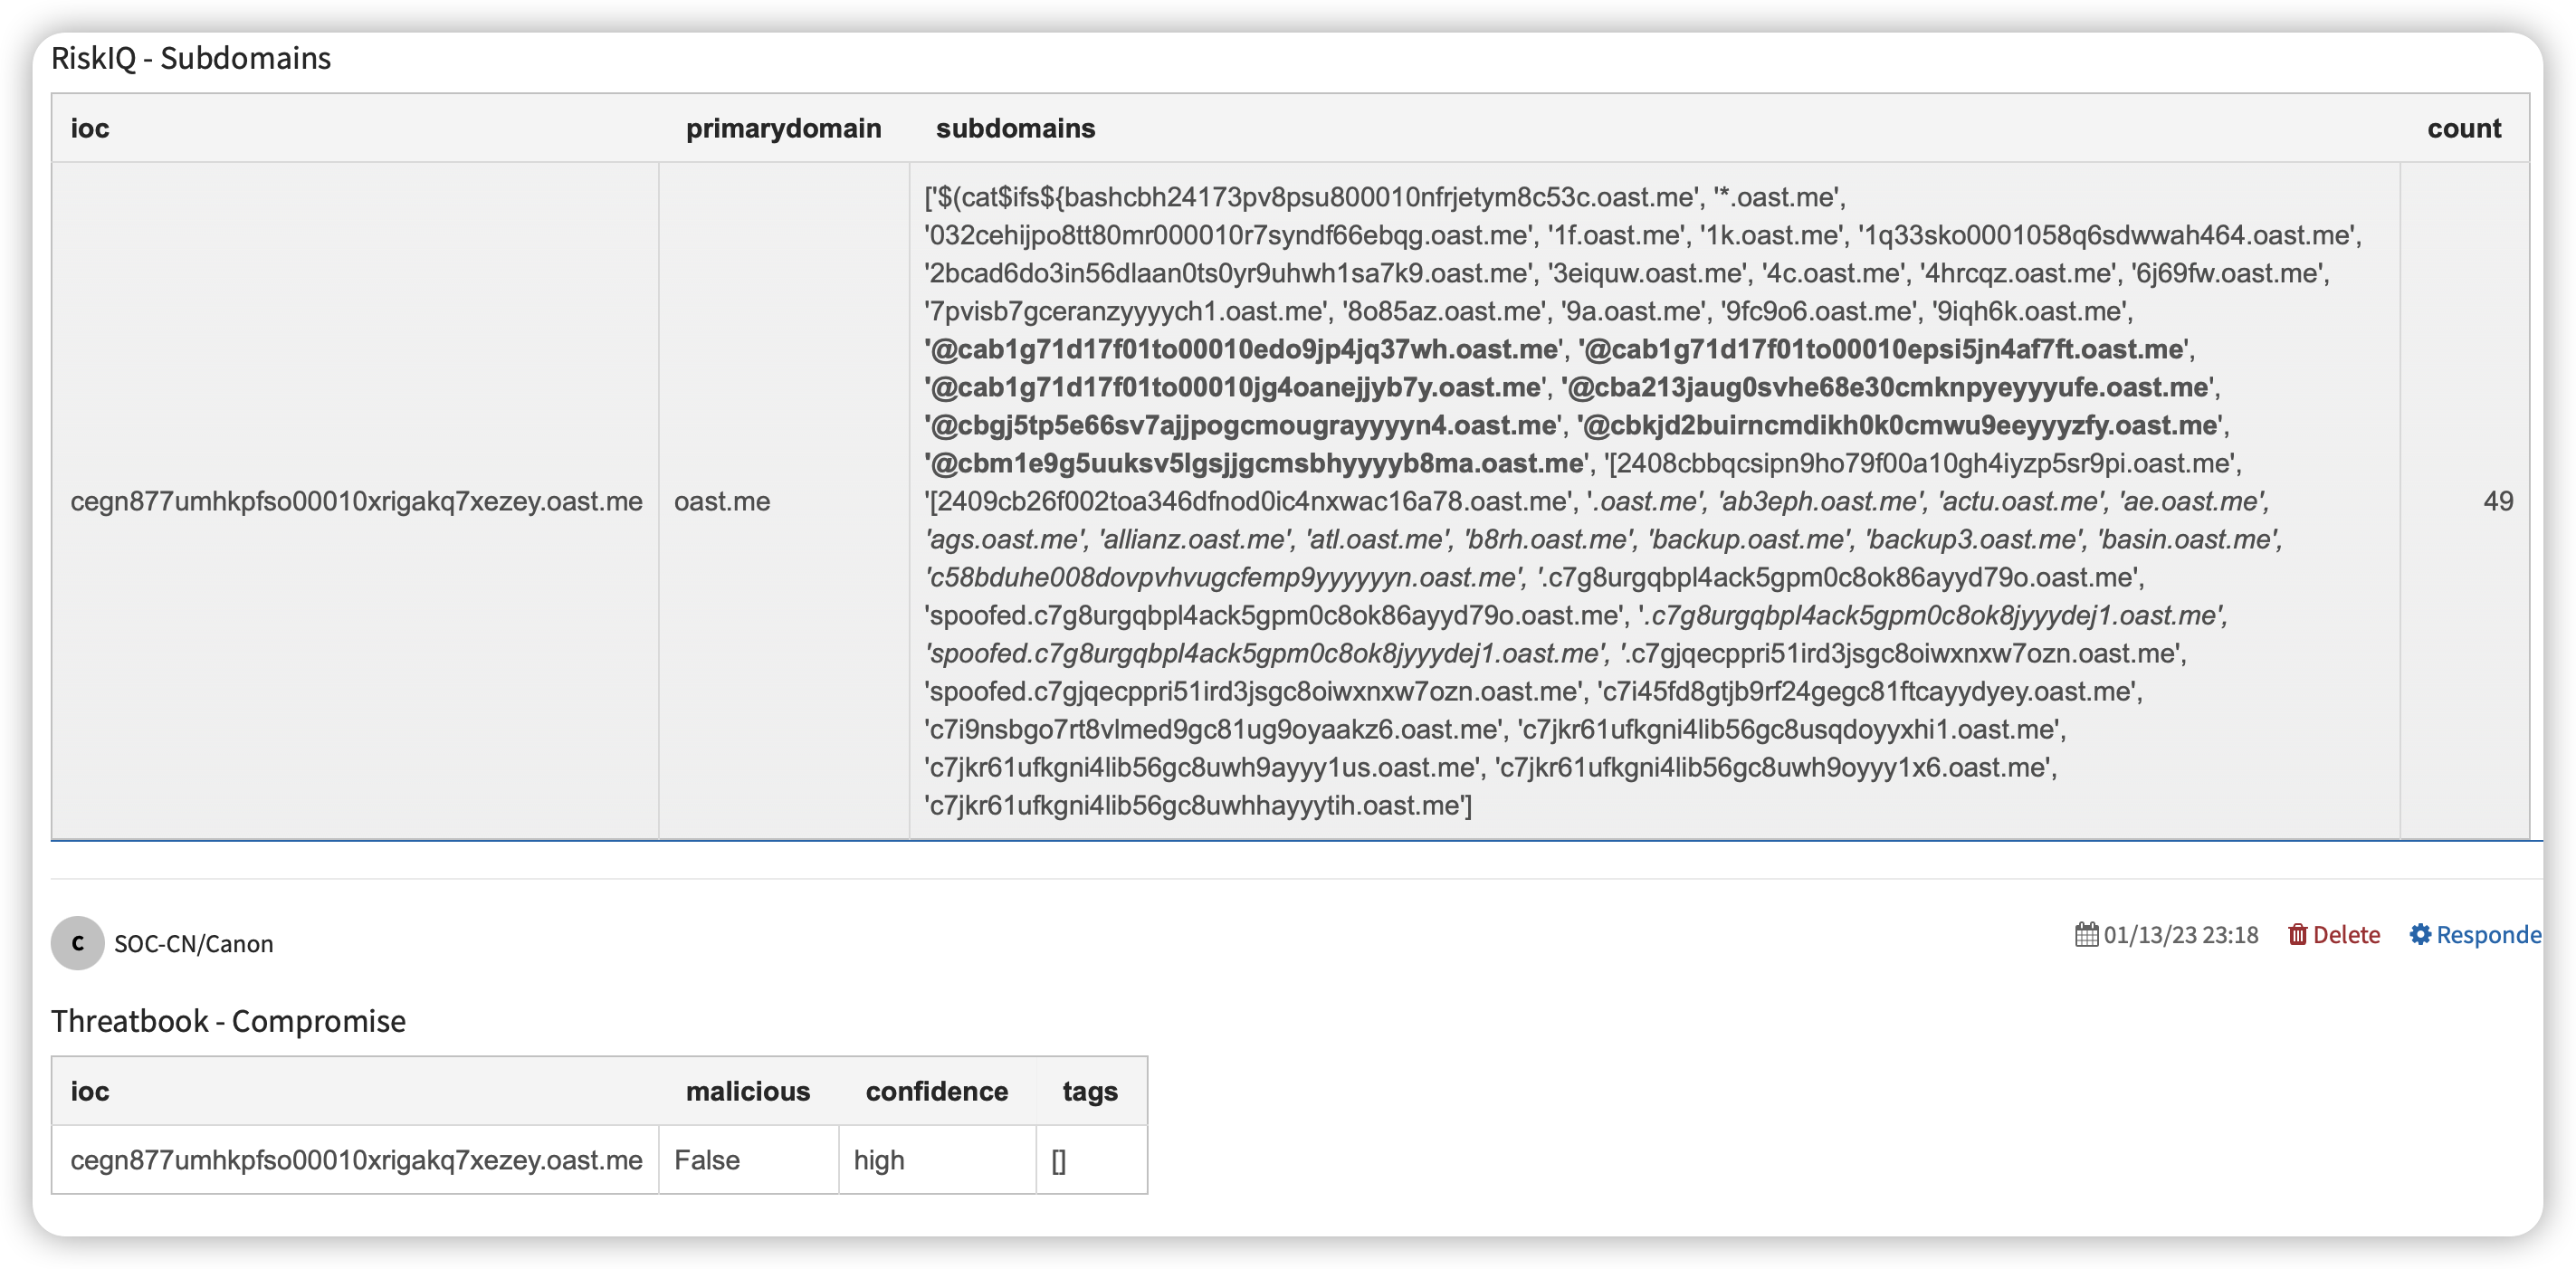 RiskIQ - Subdomains
ioc primarydomain subdomains count
['$(cat$ifs${bashcbh24173pv8psu800010nfrjetym8c53c.oast.me', '*.oast.me',
'032cehijpo8tt80mr000010r7syndf66ebqg.oast.me', '1f.oast.me', '1k.oast.me', '1q33sko0001058q6sdwwah464.oast.me',
'2bcad6do3in56dlaan0ts0yr9uhwh1sa7k9.oast.me', '3eiquw.oast.me', '4c.oast.me', '4hrcqz.oast.me', '6j69fw.oast.me',
'7pvisb7gceranzyyyych1.oast.me', '8o85az.oast.me', '9a.oast.me', '9fc9o6.oast.me', '9iqh6k.oast.me',
'@cab1g71d17f01to00010edo9jp4jq37wh.oast.me', '@cab1g71d17f01to00010epsi5jn4af7ft.oast.me',
'@cab1g71d17f01to00010jg4oanejjyb7y.oast.me', '@cba213jaug0svhe68e30cmknpyeyyyufe.oast.me',
'@cbgj5tp5e66sv7ajjpogcmougrayyyyn4.oast.me', '@cbkjd2buirncmdikh0k0cmwu9eeyyyzfy.oast.me',
'@cbm1e9g5uuksv5lgsjjgcmsbhyyyyb8ma.oast.me', '[2408cbbqcsipn9ho79f00a10gh4iyzp5sr9pi.oast.me',
cegn877umhkpfso00010xrigakq7xezey.oast.me oast.me '[2409cb26f002toa346dfnod0ic4nxwac16a78.oast.me', '.oast.me', 'ab3eph.oast.me', 'actu.oast.me', 'ae.oast.me', 49
'ags.oast.me', 'allianz.oast.me', 'atl.oast.me', 'b8rh.oast.me', 'backup.oast.me', 'backup3.oast.me', 'basin.oast.me',
'c58bduhe008dovpvhvugcfemp9yyyyyyn.oast.me', '.c7g8urgqbpl4ack5gpm0c8ok86ayyd79o.oast.me',
'spoofed.c7g8urgqbpl4ack5gpm0c8ok86ayyd79o.oast.me', '.c7g8urgqbpl4ack5gpm0c8ok8jyyydej1.oast.me',
'spoofed.c7g8urgqbpl4ack5gpm0c8ok8jyyydej1.oast.me', '.c7gjqecppri51ird3jsgc8oiwxnxw7ozn.oast.me',
'spoofed.c7gjqecppri51ird3jsgc8oiwxnxw7ozn.oast.me', 'c7i45fd8gtjb9rf24gegc81ftcayydyey.oast.me',
'c7i9nsbgo7rt8vlmed9gc81ug9oyaakz6.oast.me', 'c7jkr61ufkgni4lib56gc8usqdoyyxhi1.oast.me',
'c7jkr61ufkgni4lib56gc8uwh9ayyy1us.oast.me', 'c7jkr61ufkgni4lib56gc8uwh9oyyy1x6.oast.me',
'c7jkr61ufkgni4lib56gc8uwhhayyytih.oast.me']
C SOC-CN/Canon 01/13/23 23:18 Delete Responde
Threatbook - Compromise
ioc malicious confidence tags
cegn877umhkpfso00010xrigakq7xezey.oast.me False high []